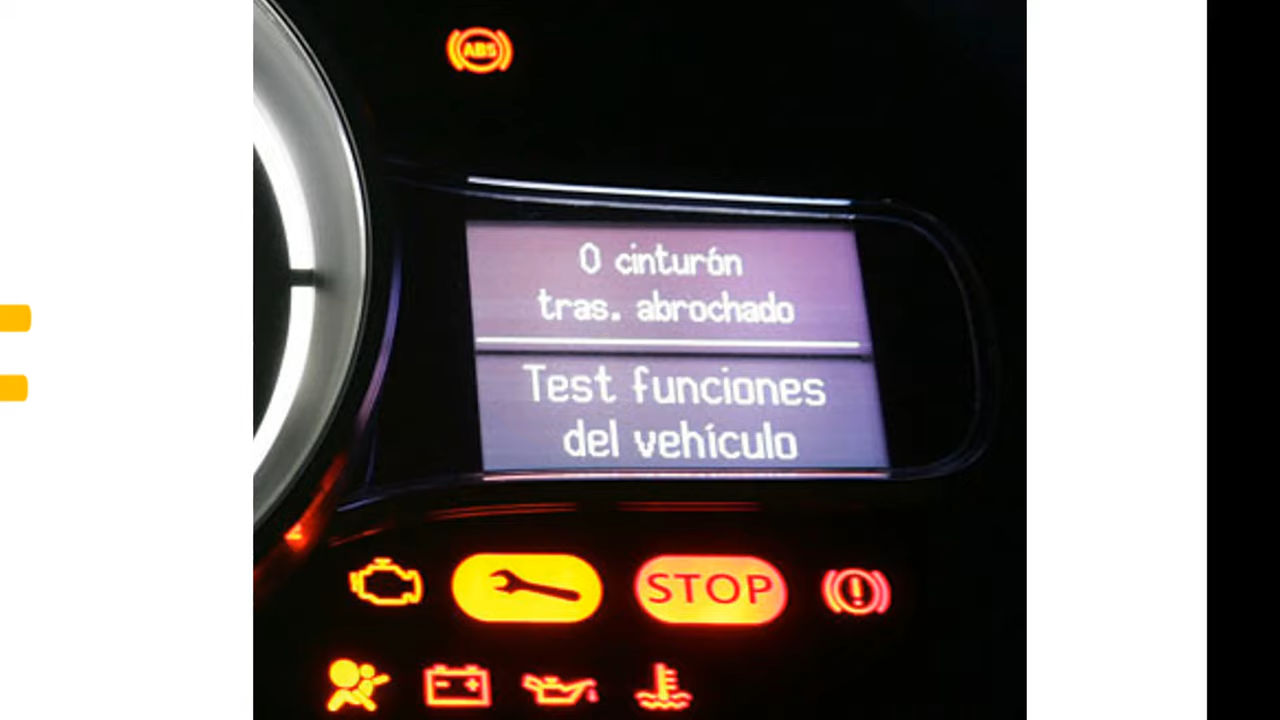 ABS
0 cinturón
tras. abrochado
Test funciones
del vehículo
STOP